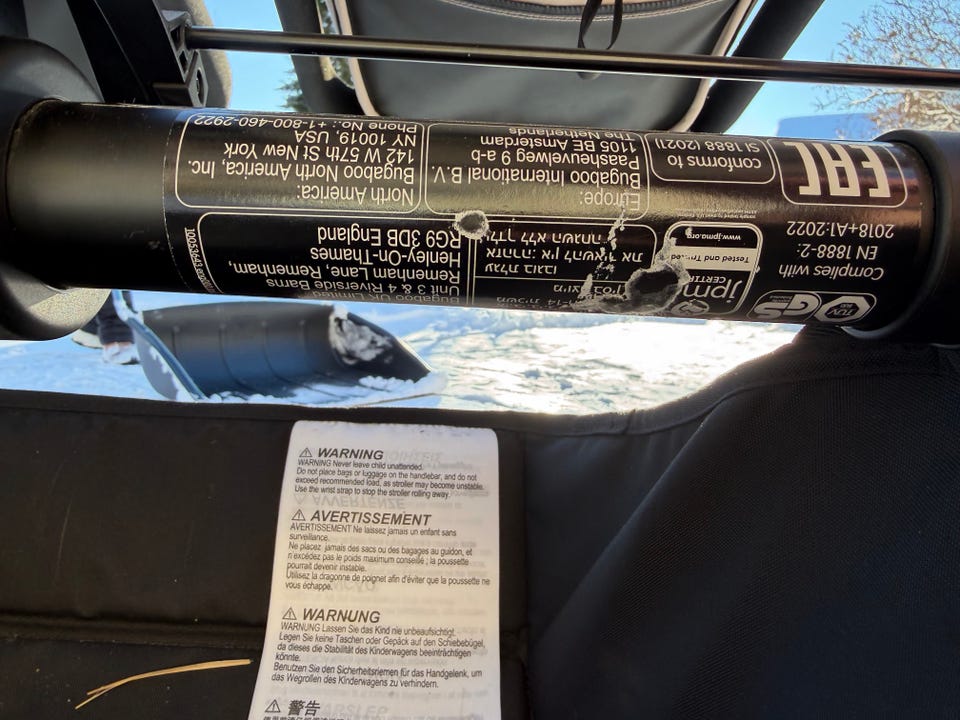 North America:
Bugaboo North America, Inc.
142 W 57th St New York
NY 10019, USA
Phone No.: +1-800-460-2922
Europe:
Bugaboo International B.V.
Paasheuvelweg 9 a-b
1105 BE Amsterdam
The Netherlands
conforms to
SI 1888 (2021)
EAC
Complies with
EN 1888-2:
2018+A1:2022
TÜV
SÜD
GS
jpma
Tested and Trusted
www.jpma.org
עגלת בוגבו
Bugaboo UK Limited
Unit 3 & 4 Riverside Barns
Remenham Lane, Remenham,
Henley-On-Thames
RG9 3DB England
⚠ WARNING
WARNING Never leave child unattended.
Do not place bags or luggage on the handlebar, and do not
exceed recommended load, as stroller may become unstable.
Use the wrist strap to stop the stroller rolling away.
⚠ AVERTISSEMENT
AVERTISSEMENT Ne laissez jamais un enfant sans
surveillance.
Ne placez jamais des sacs ou des bagages au guidon, et
n'excédez pas le poids maximum conseillé ; la poussette
pourrait devenir instable.
Utilisez la dragonne de poignet afin d'éviter que la poussette ne
vous échappe.
⚠ WARNUNG
WARNUNG Lassen Sie das Kind nie unbeaufsichtigt.
Legen Sie keine Taschen oder Gepäck auf den Schiebebügel,
da dieses die Stabilität des Kinderwagens beeinträchtigen
könnte.
Benutzen Sie den Sicherheitsriemen für das Handgelenk, um
das Wegrollen des Kinderwagens zu verhindern.
⚠ 警告